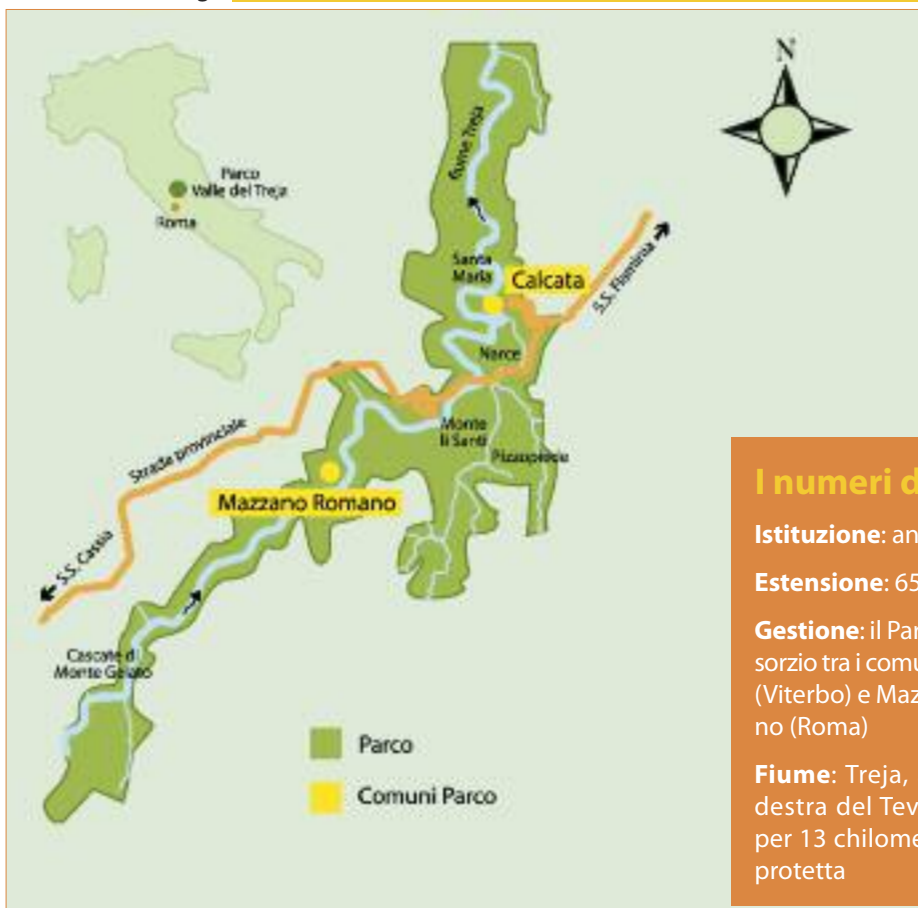 N
Parco
Valle del Treja
Roma
fiume Treja
Santa
Maria
Calcata
S.S. Flaminia
Narce
Monte
li Santi
Pizzopiede
Strade provinciale
Mazzano Romano
S.S. Cassia
Cascate di
Monte Gelato
Parco
Comuni Parco
I numeri d
Istituzione: an
Estensione: 65
Gestione: il Par
sorzio tra i comu
(Viterbo) e Maz
no (Roma)
Fiume: Treja,
destra del Tev
per 13 chilome
protetta